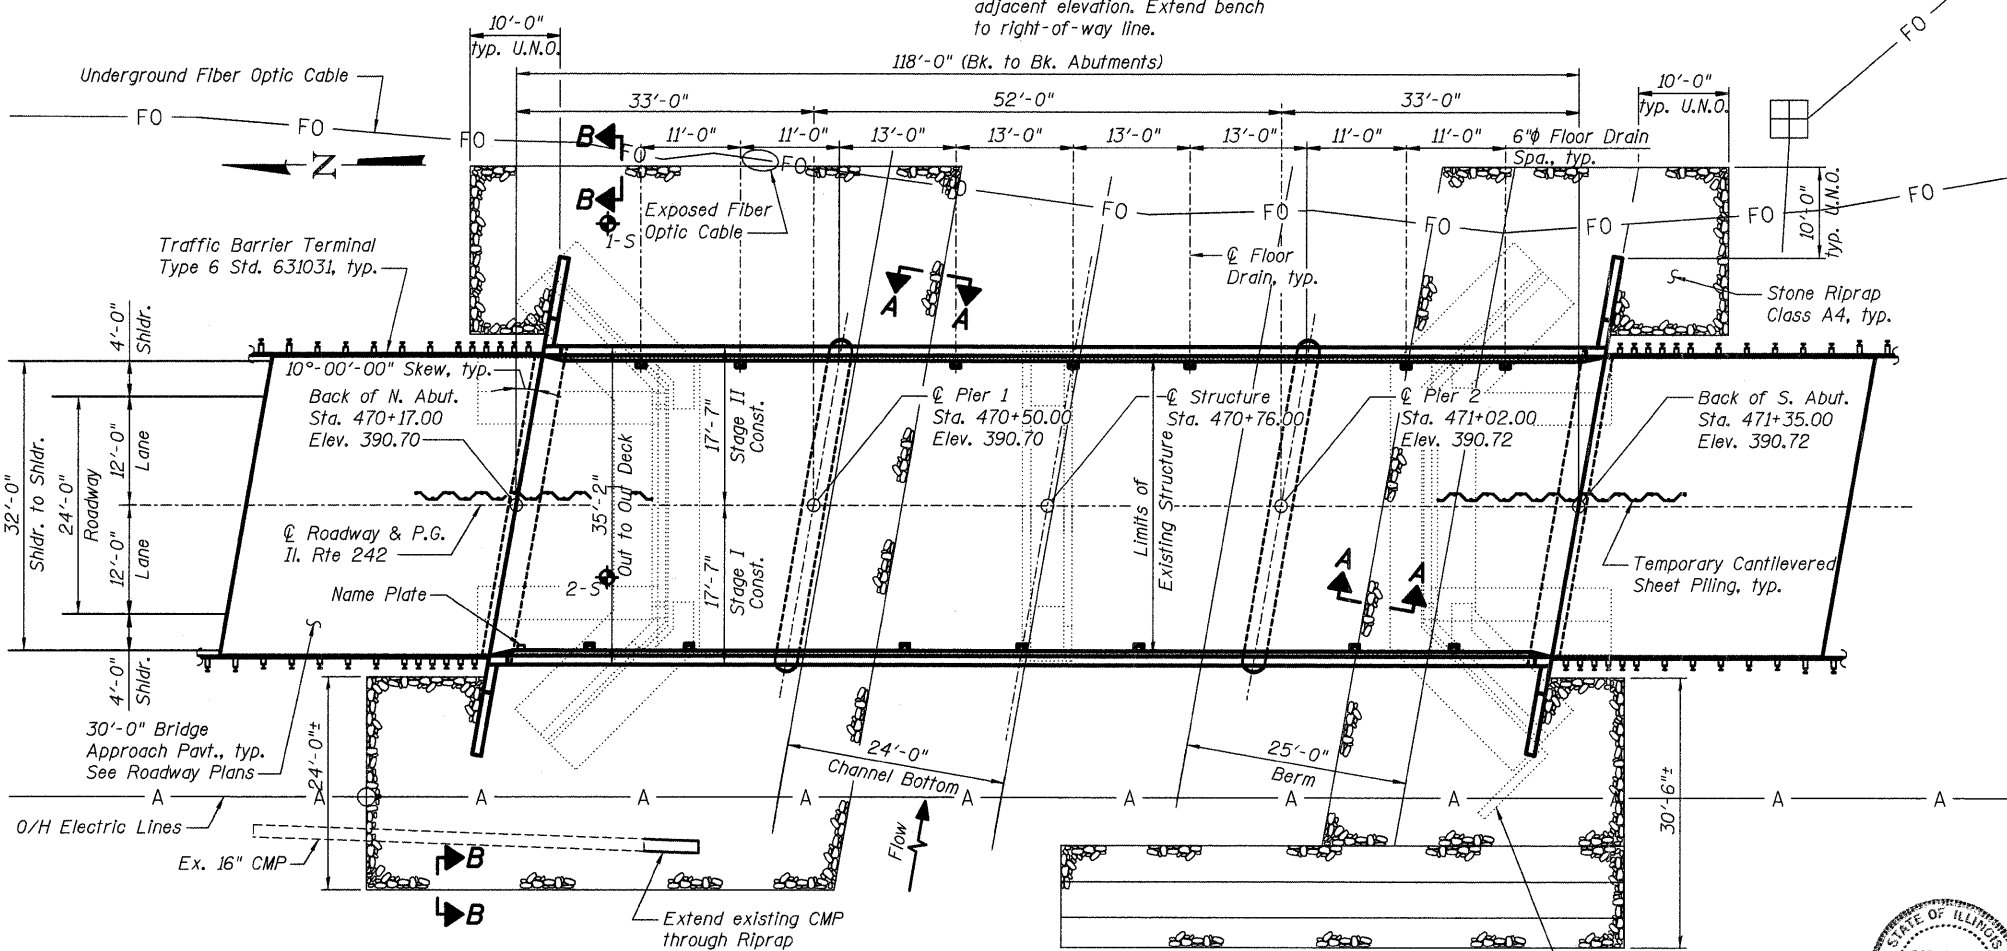 adjacent elevation. Extend bench
to right-of-way line.
10'-0"
typ. U.N.O.
118'-0" (Bk. to Bk. Abutments)
Underground Fiber Optic Cable
33'-0"
52'-0"
33'-0"
10'-0"
typ. U.N.O.
FO
FO
FO
FO
FO
B
11'-0"
11'-0"
13'-0"
13'-0"
13'-0"
13'-0"
11'-0"
11'-0"
6"φ Floor Drain
Spa., typ.
N
FO
B
1-S
Exposed Fiber
Optic Cable
FO
FO
FO
FO
FO
FO
10'-0"
typ. U.N.O.
Traffic Barrier Terminal
Type 6 Std. 631031, typ.
A
A
℄ Floor
Drain, typ.
Stone Riprap
Class A4, typ.
4'-0"
Shldr.
10°-00'-00" Skew, typ.
Back of N. Abut.
Sta. 470+17.00
Elev. 390.70
℄ Pier 1
Sta. 470+50.00
Elev. 390.70
℄ Structure
Sta. 470+76.00
℄ Pier 2
Sta. 471+02.00
Elev. 390.72
Back of S. Abut.
Sta. 471+35.00
Elev. 390.72
32'-0"
Shldr. to Shldr.
24'-0"
Roadway
12'-0"
Lane
12'-0"
Lane
4'-0"
Shldr.
35'-2"
Out to Out Deck
17'-7"
Stage II
Const.
17'-7"
Stage I
Const.
Limits of
Existing Structure
℄ Roadway & P.G.
Il. Rte 242
2-S
Name Plate
A
A
Temporary Cantilevered
Sheet Piling, typ.
30'-0" Bridge
Approach Pavt., typ.
See Roadway Plans
24'-0"±
24'-0"
Channel Bottom
25'-0"
Berm
30'-6"±
A
A
A
A
A
A
A
A
A
A
A
A
O/H Electric Lines
Ex. 16" CMP
B
B
Flow
Extend existing CMP
through Riprap
STATE OF ILLINOIS